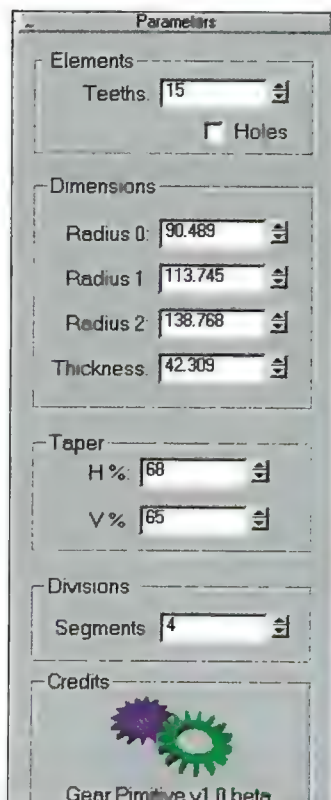 Parameters
Elements
Teeths. 15
Holes
Dimensions
Radius 0: 90.489
Radius 1 113.745
Radius 2: 138.768
Thickness. 42.309
Taper
H %: 68
V % 65
Divisions
Segments 4
Credits
Gear Pimitive v1.0 beta